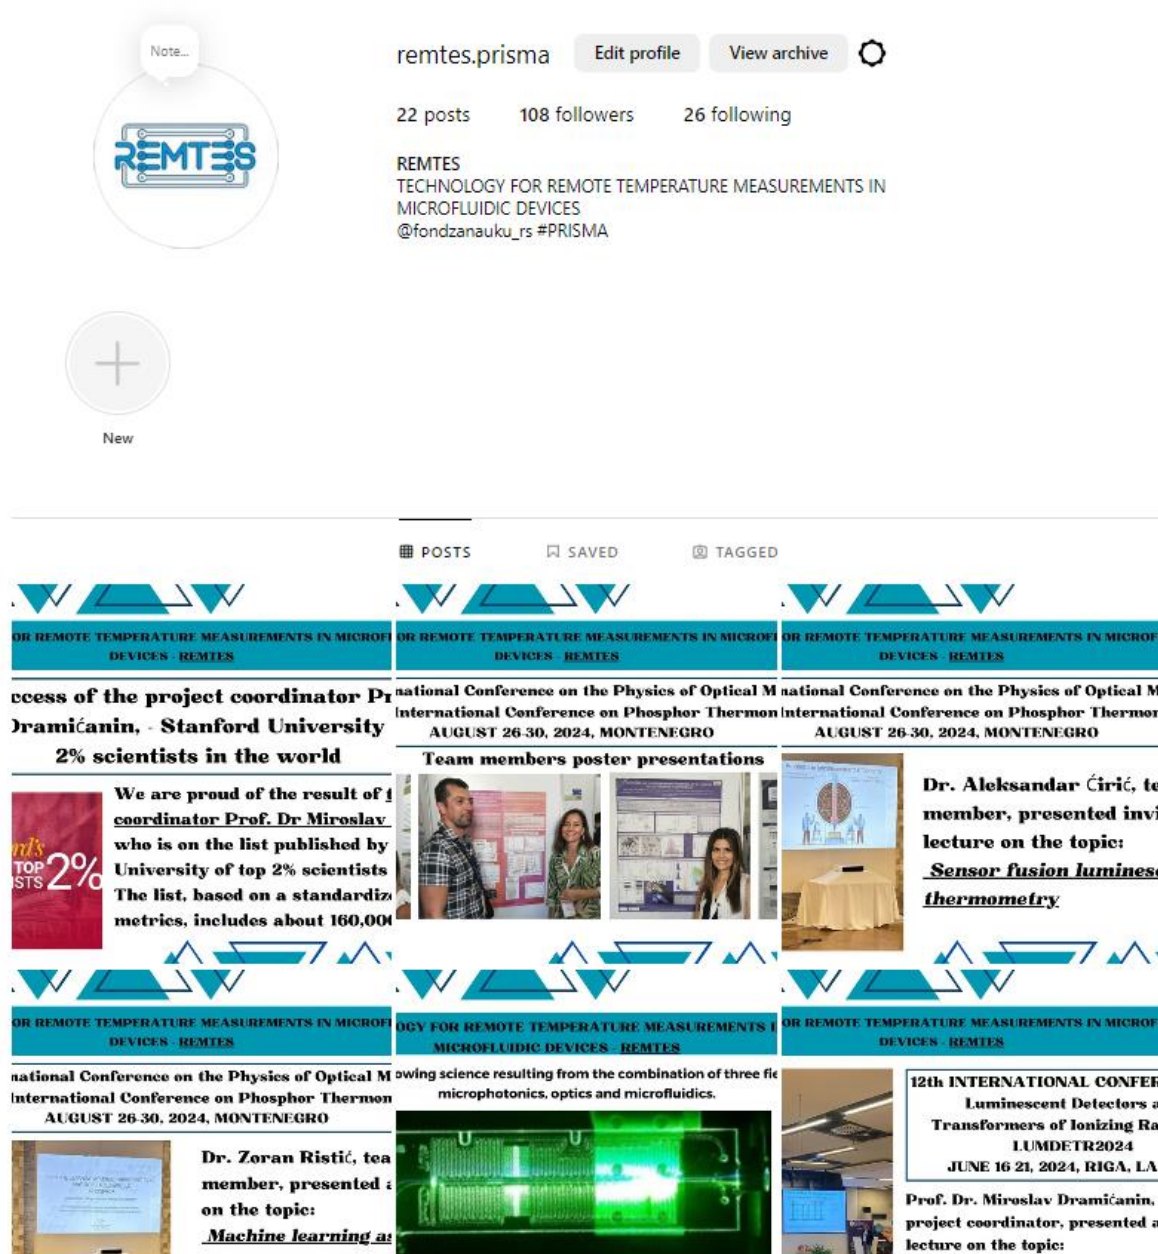 Note...
remtes.prisma Edit profile View archive
22 posts 108 followers 26 following
REMTES
REMTES
TECHNOLOGY FOR REMOTE TEMPERATURE MEASUREMENTS IN
MICROFLUIDIC DEVICES
@fondzanauku_rs #PRISMA
New
POSTS SAVED TAGGED
OR REMOTE TEMPERATURE MEASUREMENTS IN MICROFI
DEVICES - REMTES
ccess of the project coordinator Pr
Dramićanin, - Stanford University
2% scientists in the world
We are proud of the result of t
coordinator Prof. Dr Miroslav
who is on the list published by
University of top 2% scientists
The list, based on a standardize
metrics, includes about 160,000
rd's
TOP 2%
ISTS
OR REMOTE TEMPERATURE MEASUREMENTS IN MICROFI
DEVICES - REMTES
national Conference on the Physics of Optical M
International Conference on Phosphor Thermon
AUGUST 26-30, 2024, MONTENEGRO
Team members poster presentations
OR REMOTE TEMPERATURE MEASUREMENTS IN MICROF
DEVICES - REMTES
national Conference on the Physics of Optical M
International Conference on Phosphor Thermor
AUGUST 26-30, 2024, MONTENEGRO
Dr. Aleksandar Ćirić, te
member, presented invi
lecture on the topic:
Sensor fusion luminesc
thermometry
OR REMOTE TEMPERATURE MEASUREMENTS IN MICROFI
DEVICES - REMTES
national Conference on the Physics of Optical M
International Conference on Phosphor Thermon
AUGUST 26-30, 2024, MONTENEGRO
Dr. Zoran Ristić, tea
member, presented a
on the topic:
Machine learning as
OGY FOR REMOTE TEMPERATURE MEASUREMENTS I
MICROFLUIDIC DEVICES - REMTES
owing science resulting from the combination of three fie
microphotonics, optics and microfluidics.
OR REMOTE TEMPERATURE MEASUREMENTS IN MICROF
DEVICES - REMTES
12th INTERNATIONAL CONFER
Luminescent Detectors a
Transformers of Ionizing Ra
LUMDETR2024
JUNE 16 21, 2024, RIGA, LA
Prof. Dr. Miroslav Dramićanin,
project coordinator, presented a
lecture on the topic: